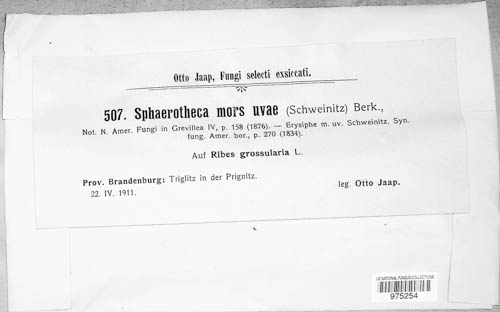 Otto Jaap, Fungi selecti exsiccati.
507. Sphaerotheca mors uvae (Schweinitz) Berk.,
Not. N. Amer. Fungi in Grevillea IV, p. 158 (1876). — Erysiphe m. uv. Schweinitz, Syn.
fung. Amer. bor., p. 270 (1834).
Auf Ribes grossularia L.
Prov. Brandenburg: Triglitz in der Prignitz.
22. IV. 1911.
leg. Otto Jaap.
US NATIONAL FUNGUS COLLECTIONS
975254